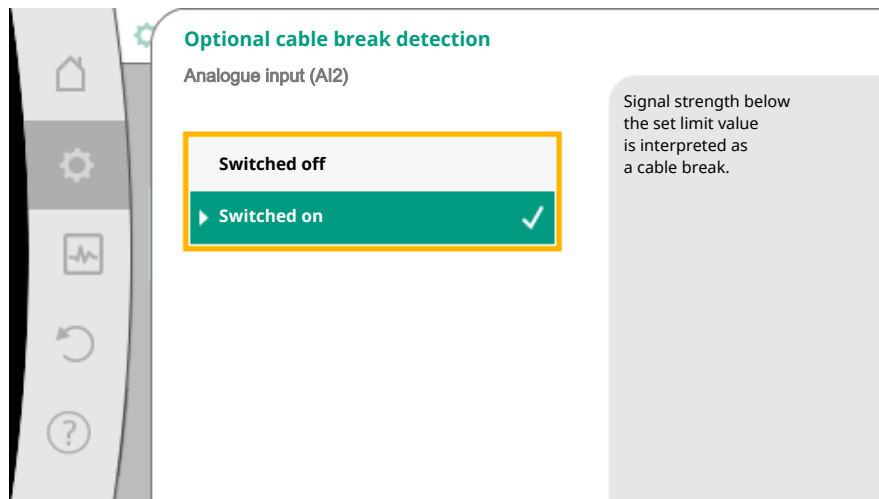 Optional cable break detection
Analogue input (AI2)
Switched off
Switched on
Signal strength below
the set limit value
is interpreted as
a cable break.
?